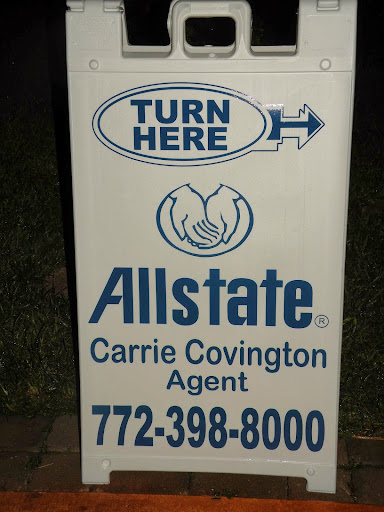 TURN
HERE
Allstate®
Carrie Covington
Agent
772-398-8000